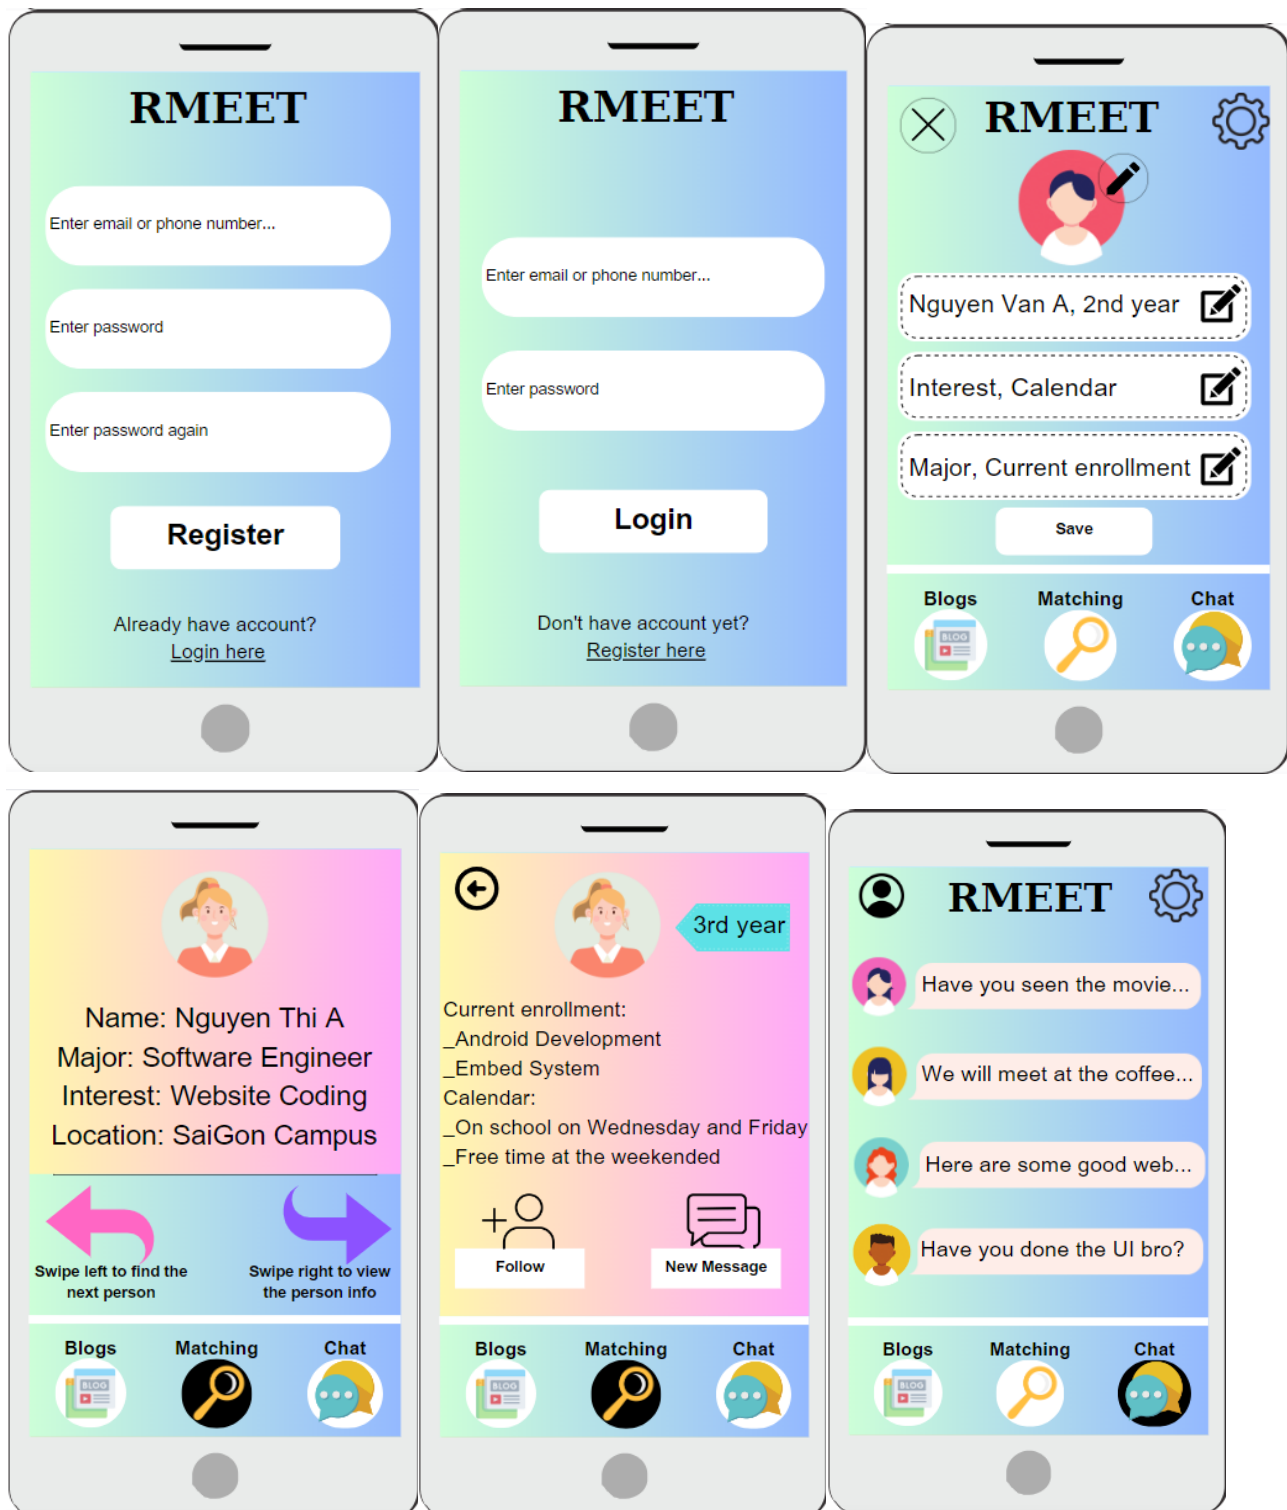 RMEET
Enter email or phone number...
Enter password
Enter password again
Register
Already have account?
Login here
RMEET
Enter email or phone number...
Enter password
Login
Don't have account yet?
Register here
RMEET
Nguyen Van A, 2nd year
Interest, Calendar
Major, Current enrollment
Save
Blogs Matching Chat
BLOG
Name: Nguyen Thi A
Major: Software Engineer
Interest: Website Coding
Location: SaiGon Campus
Swipe left to find the
next person
Swipe right to view
the person info
Blogs Matching Chat
BLOG
3rd year
Current enrollment:
_Android Development
_Embed System
Calendar:
_On school on Wednesday and Friday
_Free time at the weekended
Follow
New Message
Blogs Matching Chat
BLOG
RMEET
Have you seen the movie...
We will meet at the coffee...
Here are some good web...
Have you done the UI bro?
Blogs Matching Chat
BLOG